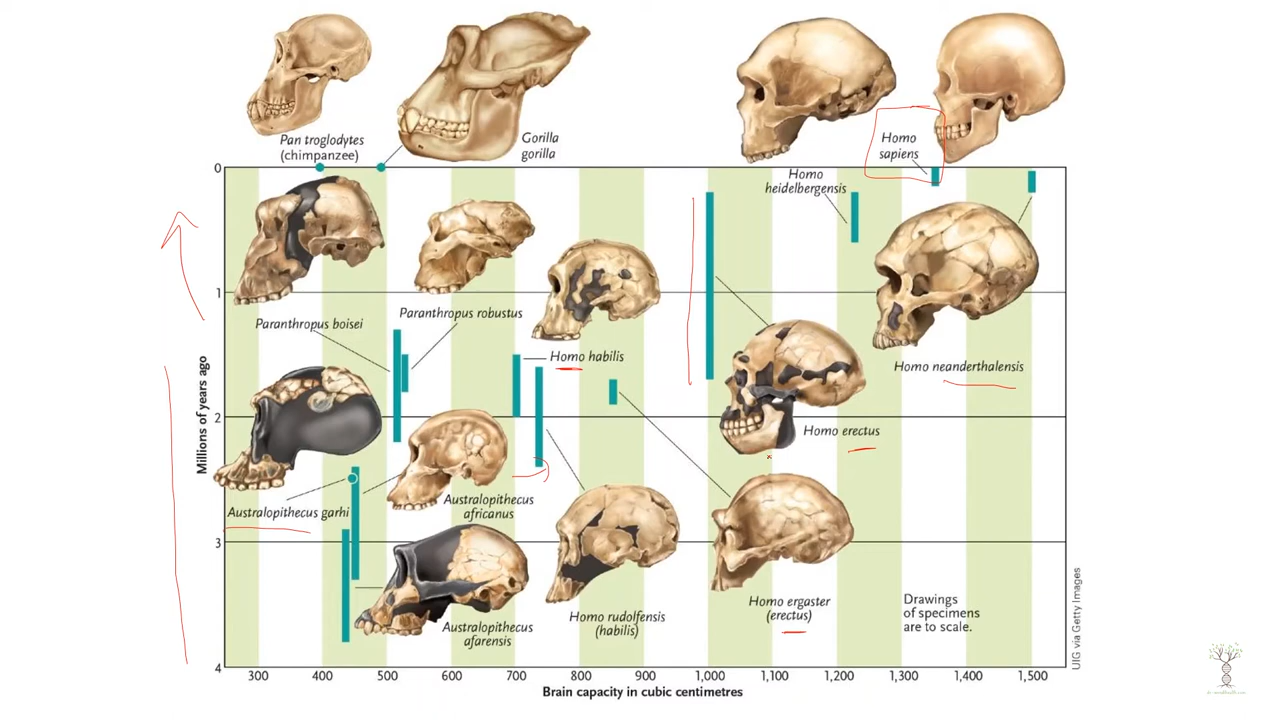 Pan troglodytes
(chimpanzee)
Gorilla
gorilla
Homo
sapiens
Homo
heidelbergensis
Paranthropus boisei
Paranthropus robustus
Homo habilis
Homo neanderthalensis
Homo erectus
Australopithecus garhi
Australopithecus
africanus
Australopithecus
afarensis
Homo rudolfensis
(habilis)
Homo ergaster
(erectus)
Drawings
of specimens
are to scale.
0
1
2
3
4
Millions of years ago
300 400 500 600 700 800 900 1,000 1,100 1,200 1,300 1,400 1,500
Brain capacity in cubic centimetres
UIG via Getty Images